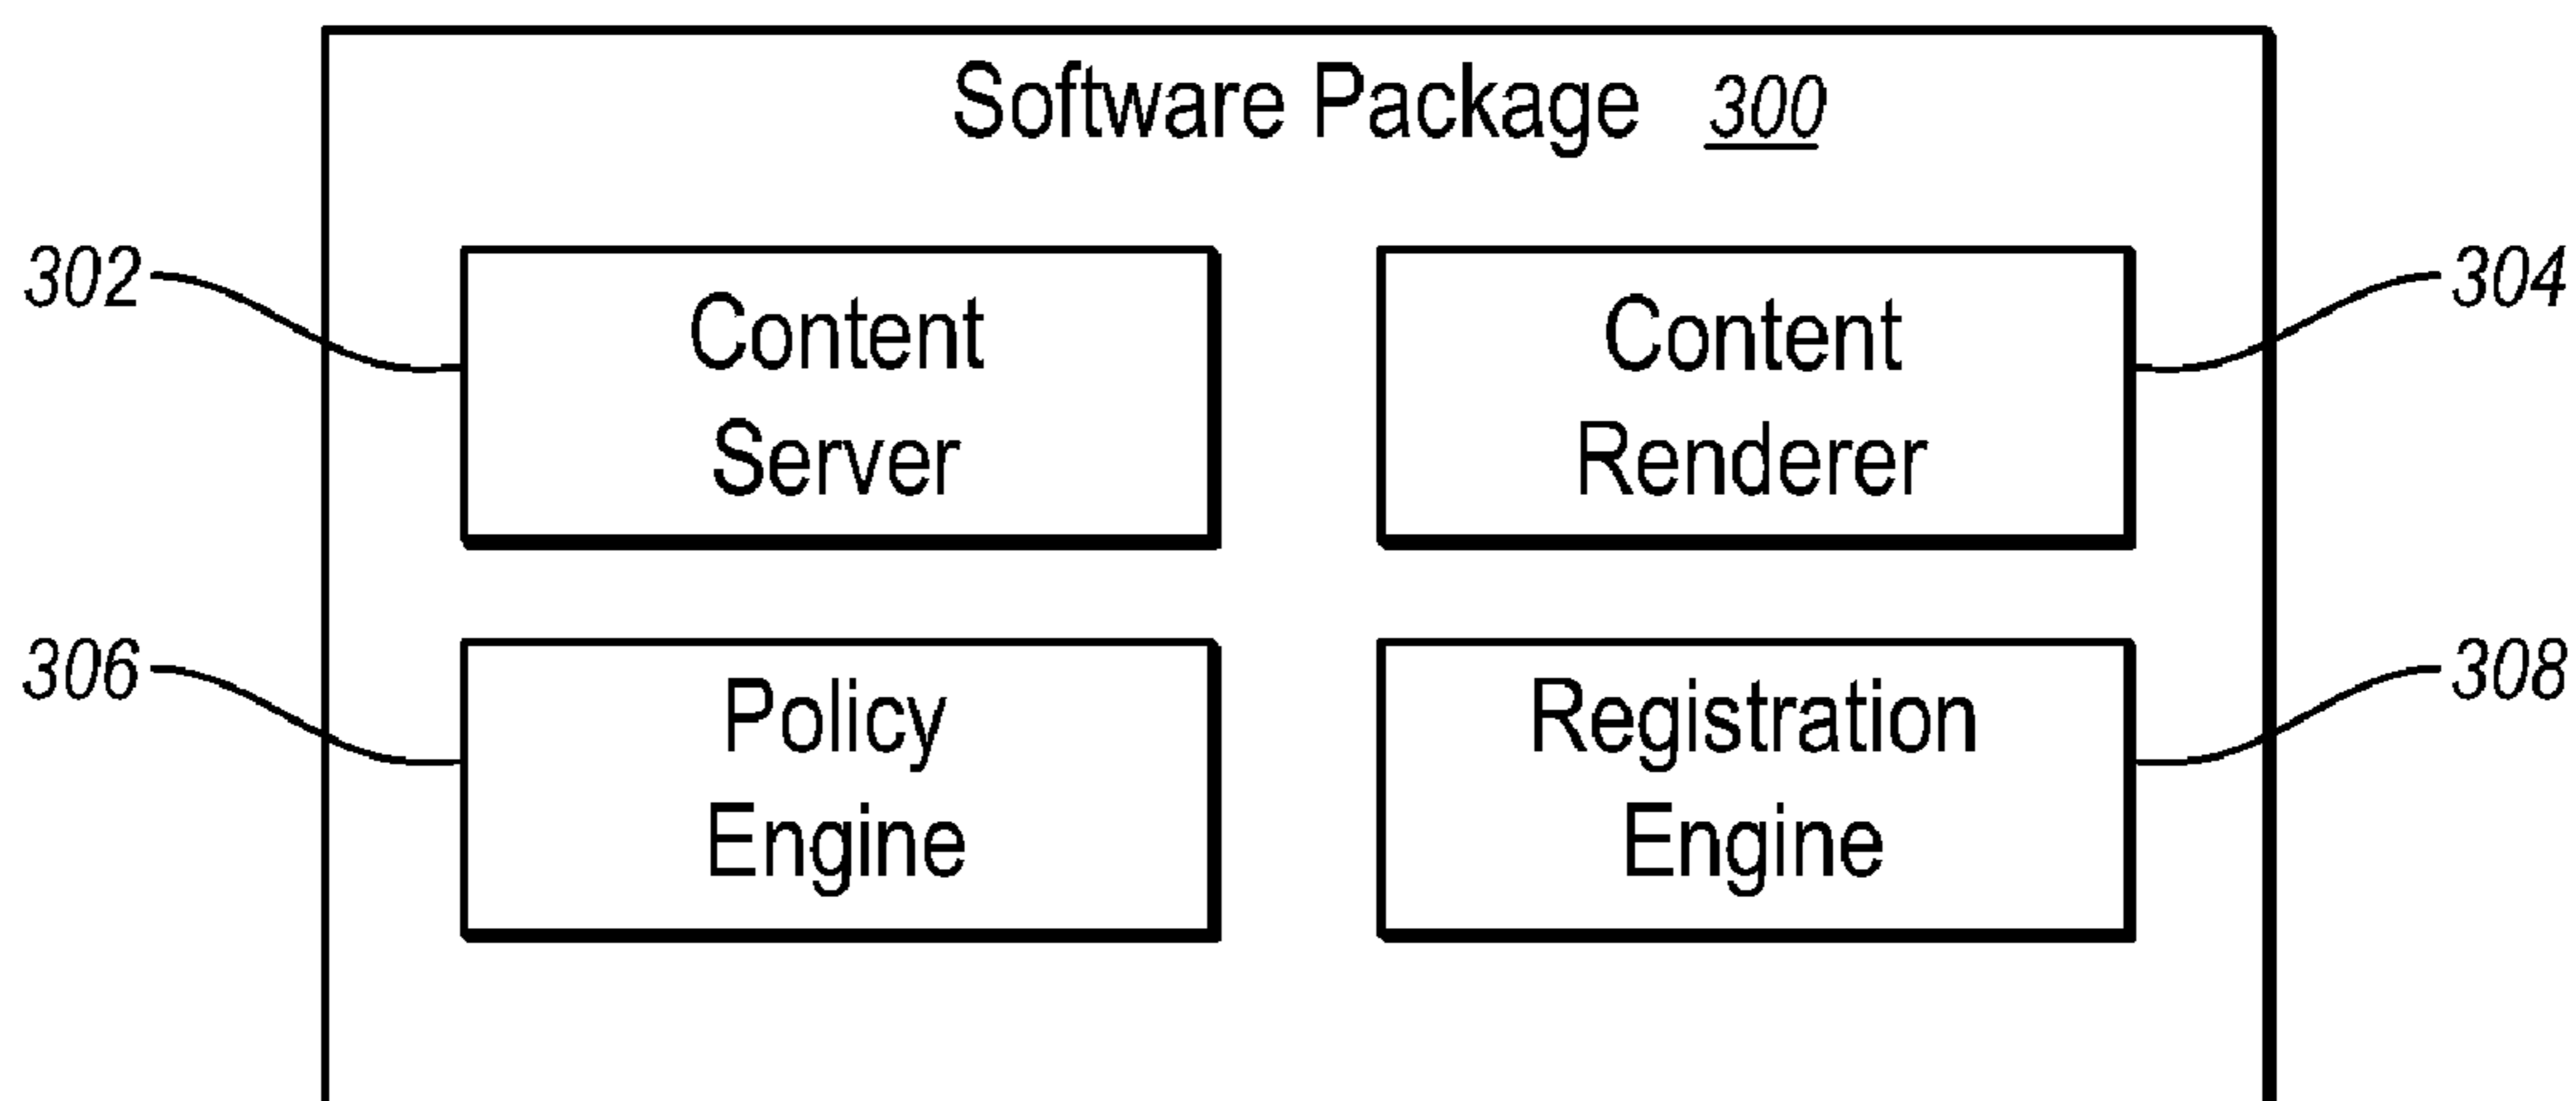 Software Package 300
302
Content
Server
Content
Renderer
304
306
Policy
Engine
Registration
Engine
308